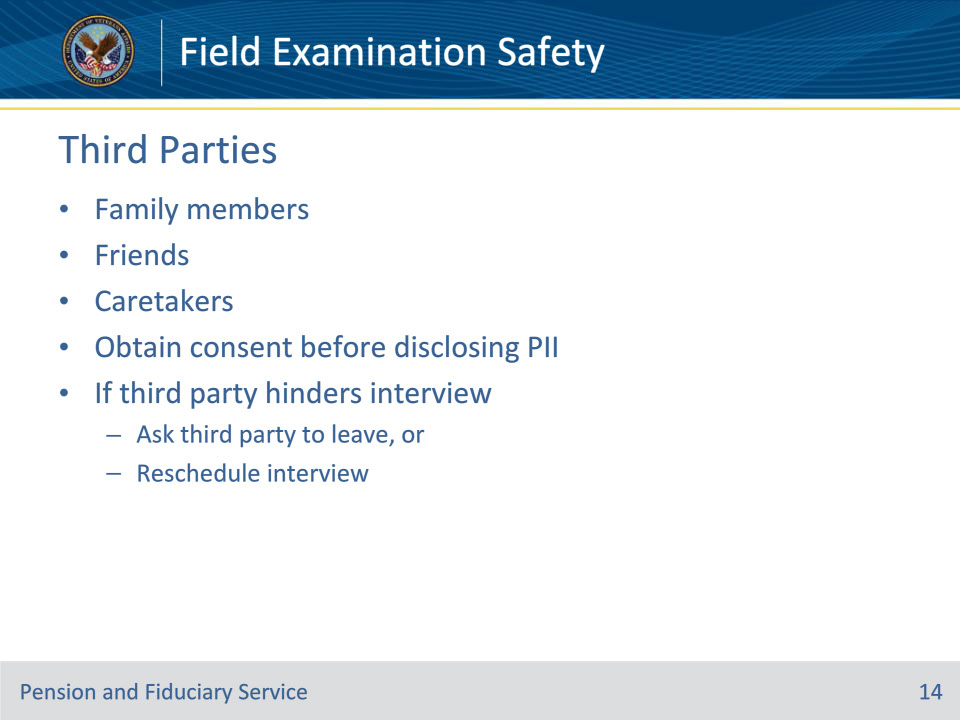 Field Examination Safety
Third Parties
• Family members
• Friends
• Caretakers
• Obtain consent before disclosing PII
• If third party hinders interview
– Ask third party to leave, or
– Reschedule interview
Pension and Fiduciary Service
14